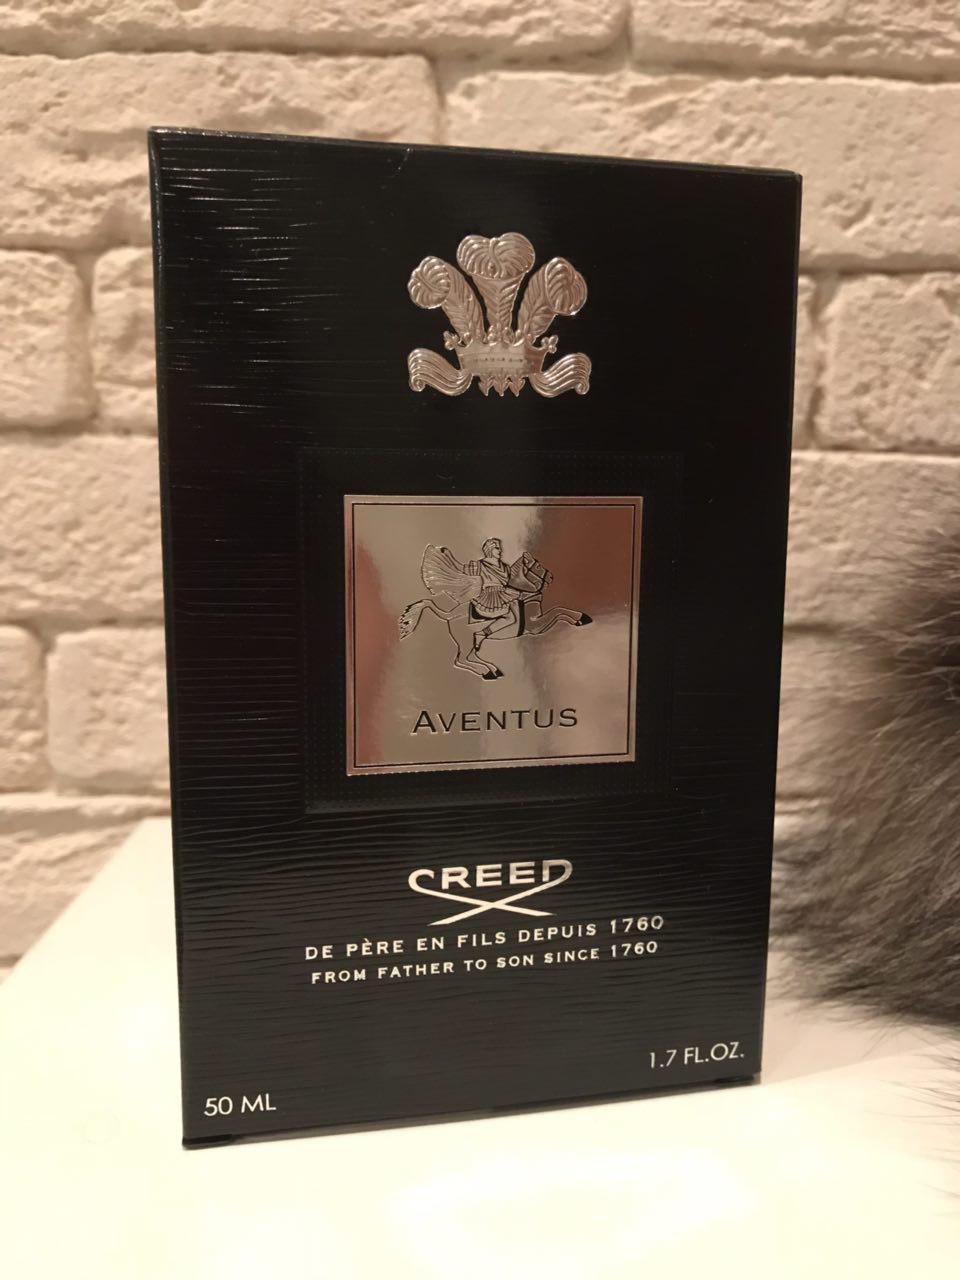 AVENTUS
CREED
DE PÈRE EN FILS DEPUIS 1760
FROM FATHER TO SON SINCE 1760
1.7 FL.OZ.
50 ML